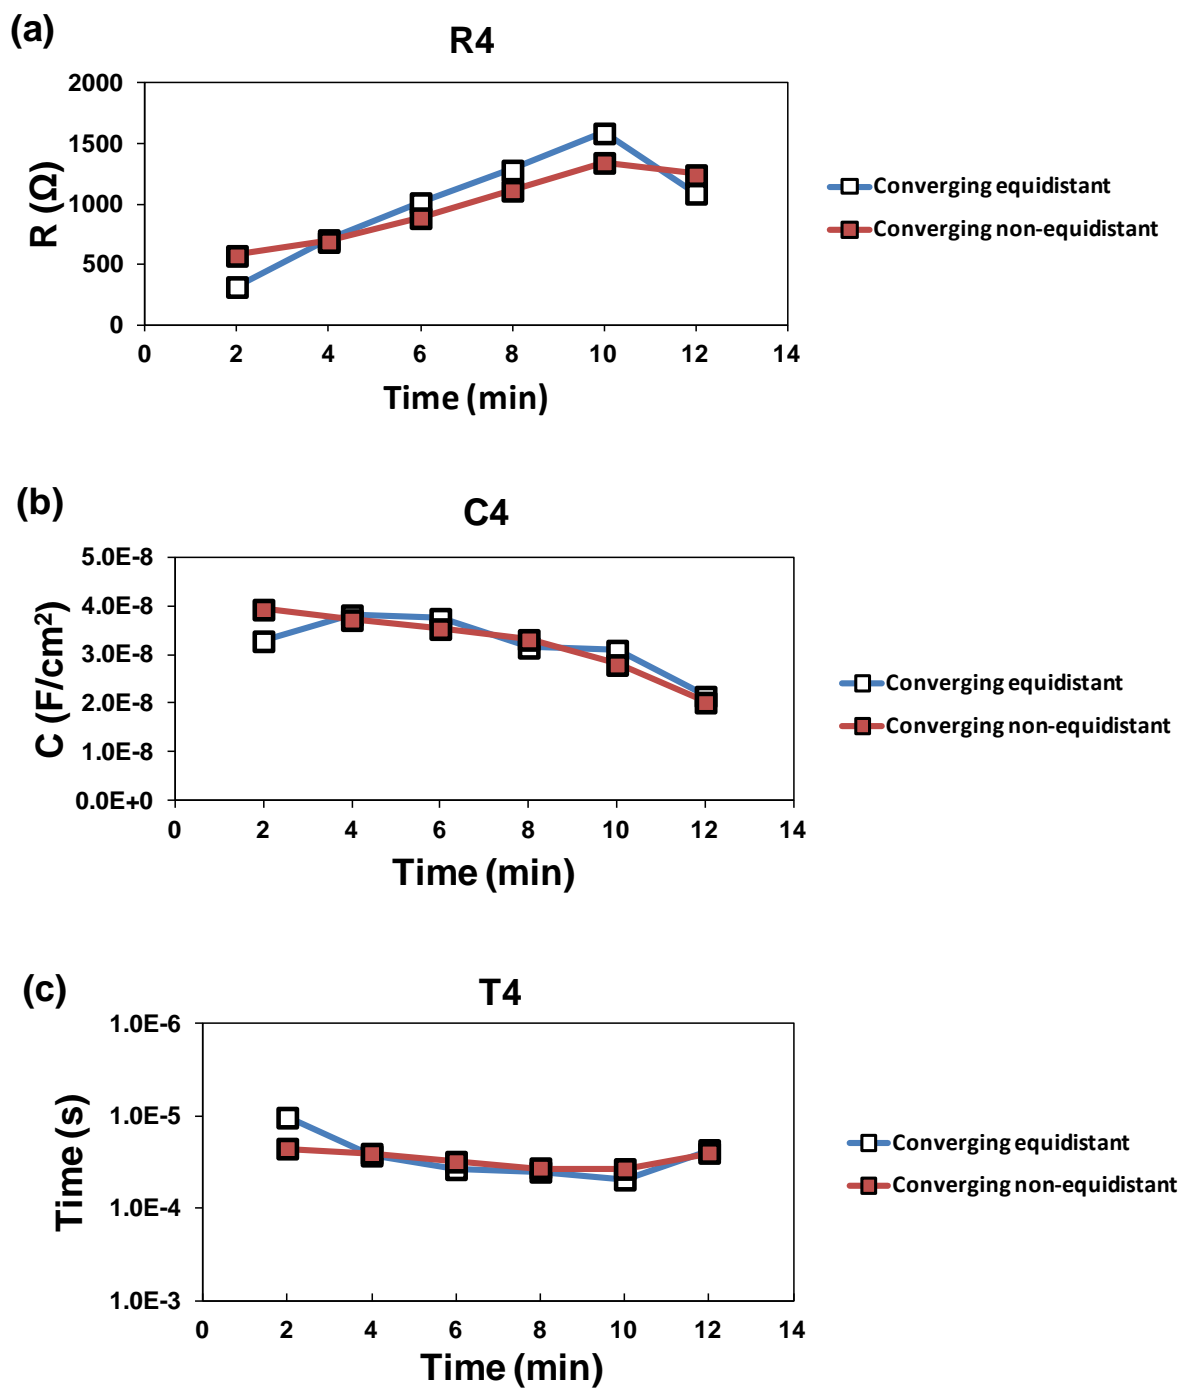 (a)
R4
2000
1500
1000
500
0
R (Ω)
0 2 4 6 8 10 12 14
Time (min)
Converging equidistant
Converging non-equidistant
(b)
C4
5.0E-8
4.0E-8
3.0E-8
2.0E-8
1.0E-8
0.0E+0
C (F/cm²)
0 2 4 6 8 10 12 14
Time (min)
Converging equidistant
Converging non-equidistant
(c)
T4
1.0E-6
1.0E-5
1.0E-4
1.0E-3
Time (s)
0 2 4 6 8 10 12 14
Time (min)
Converging equidistant
Converging non-equidistant